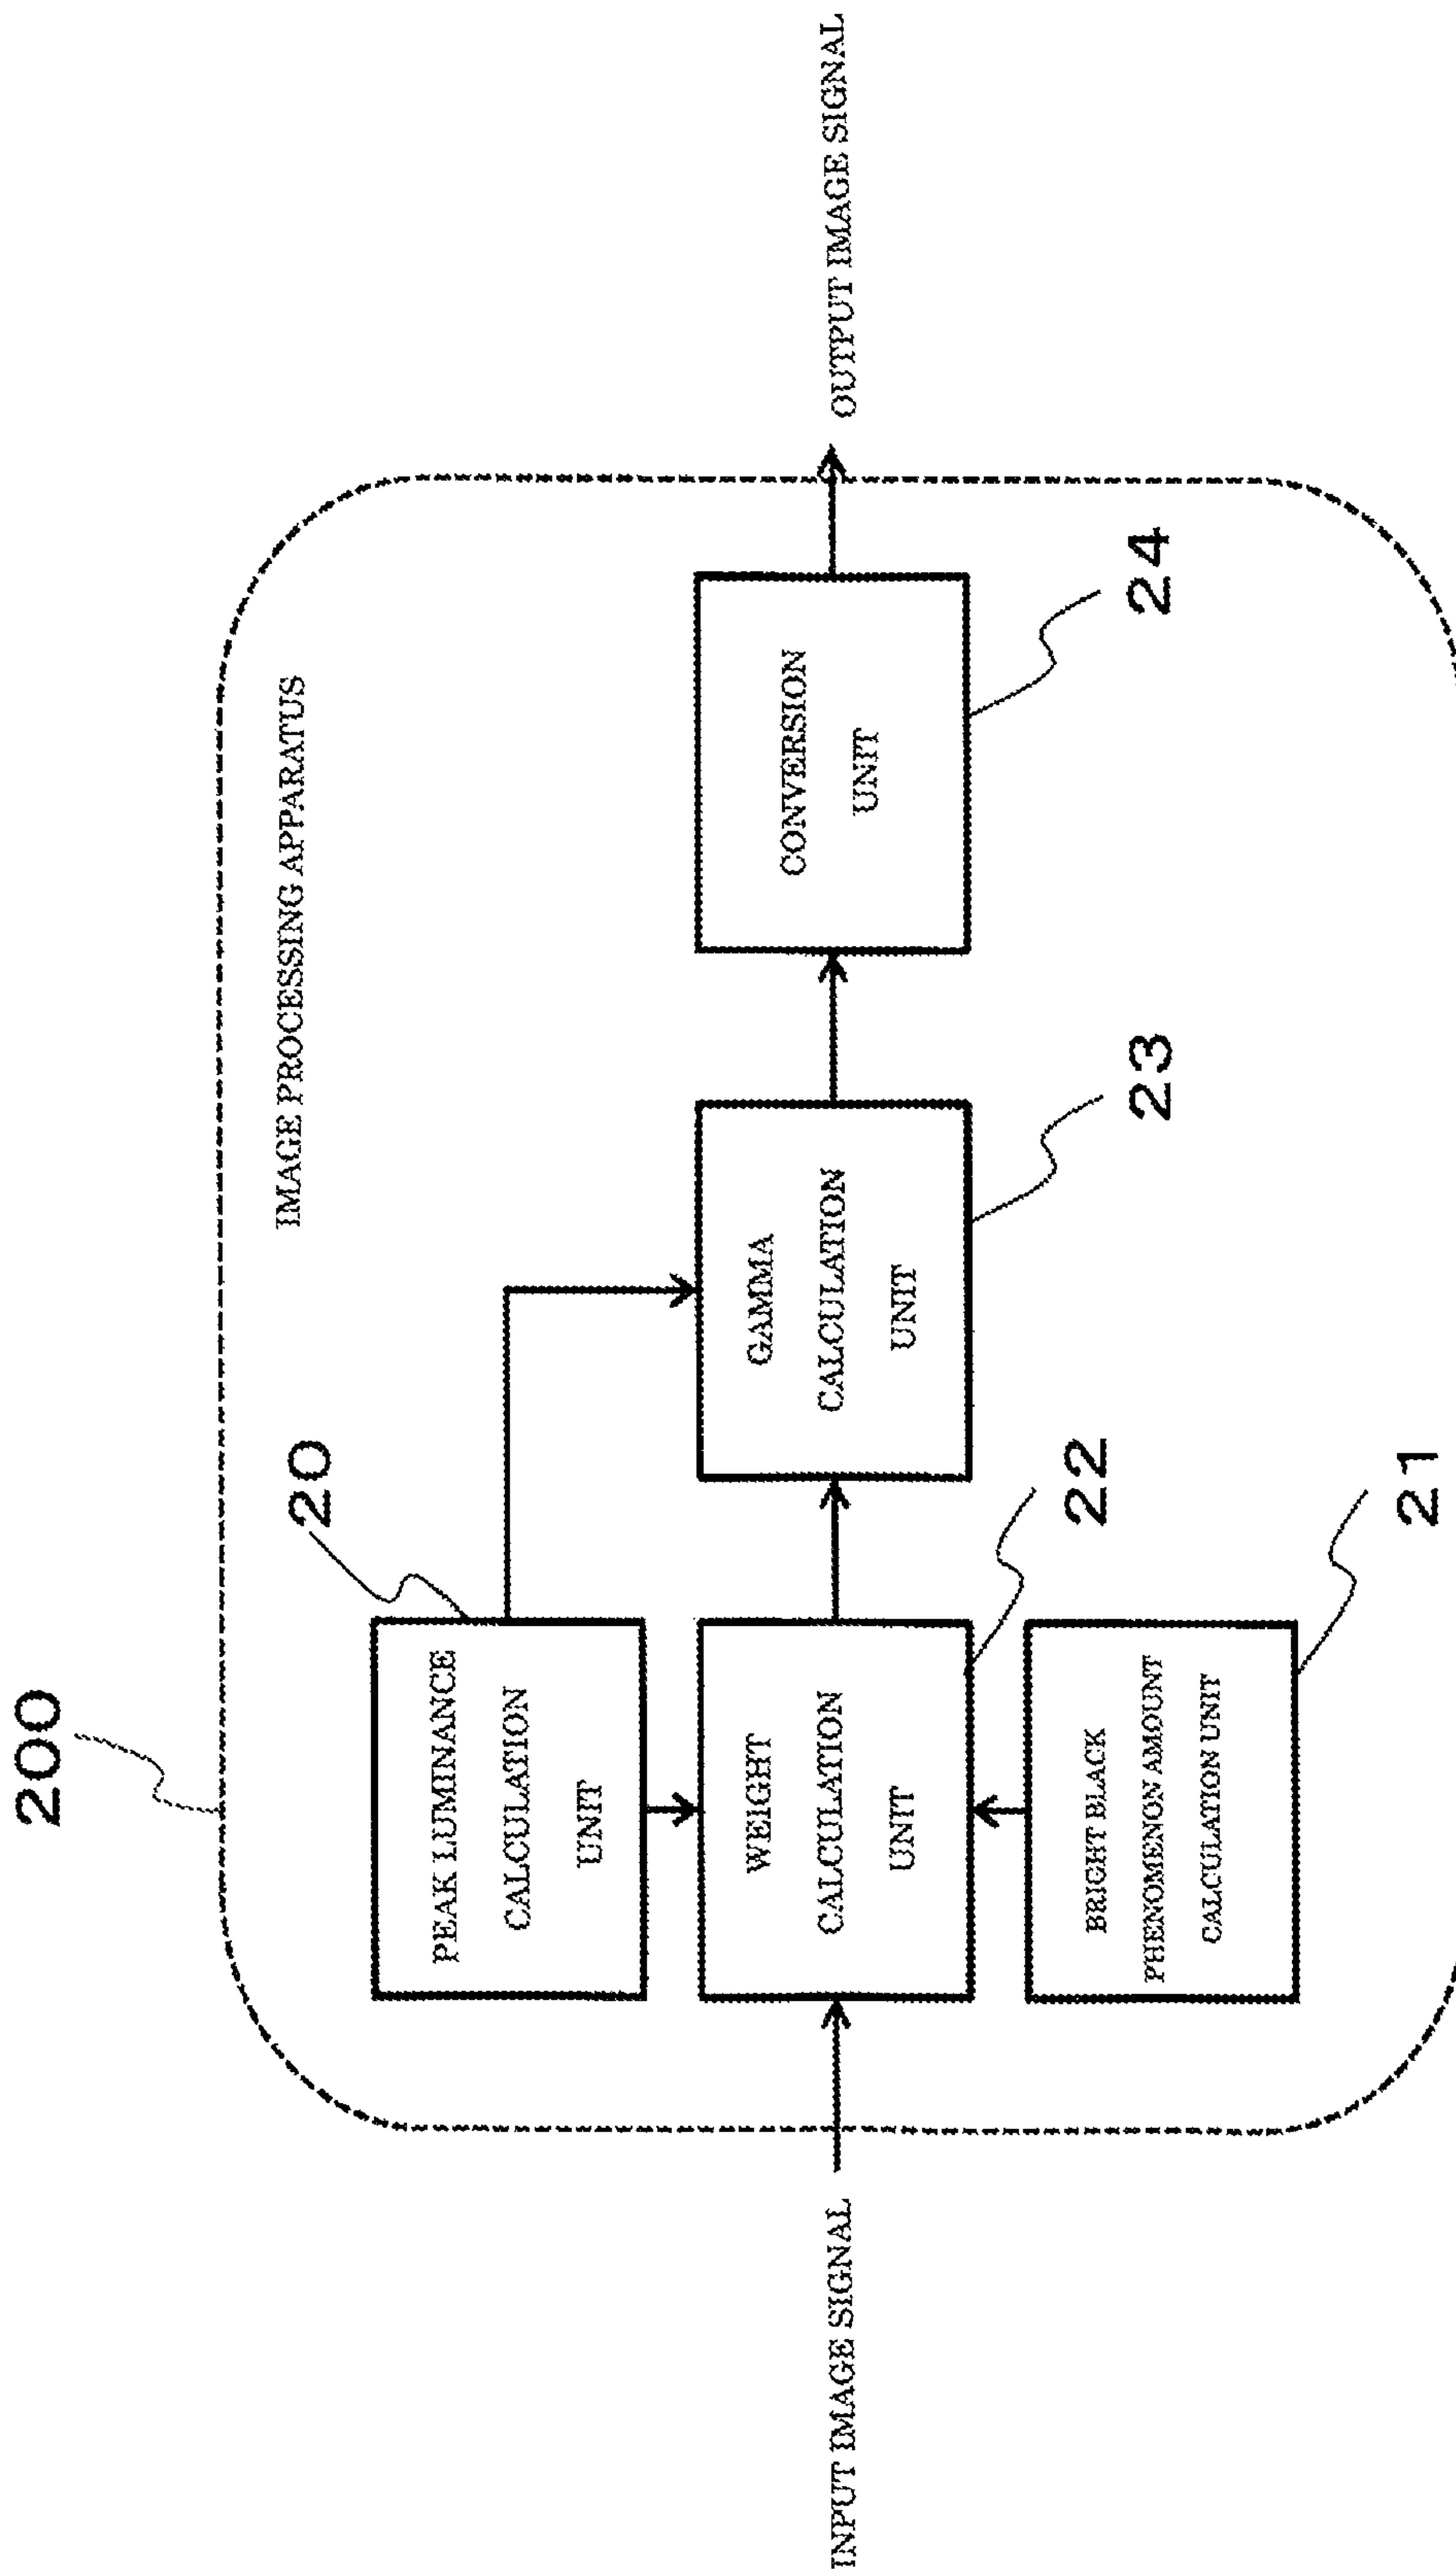 200
IMAGE PROCESSING APPARATUS
20
PEAK LUMINANCE
CALCULATION
UNIT
INPUT IMAGE SIGNAL
WEIGHT
CALCULATION
UNIT
22
GAMMA
CALCULATION
UNIT
23
CONVERSION
UNIT
24
OUTPUT IMAGE SIGNAL
BRIGHT BLACK
PHENOMENON AMOUNT
CALCULATION UNIT
21